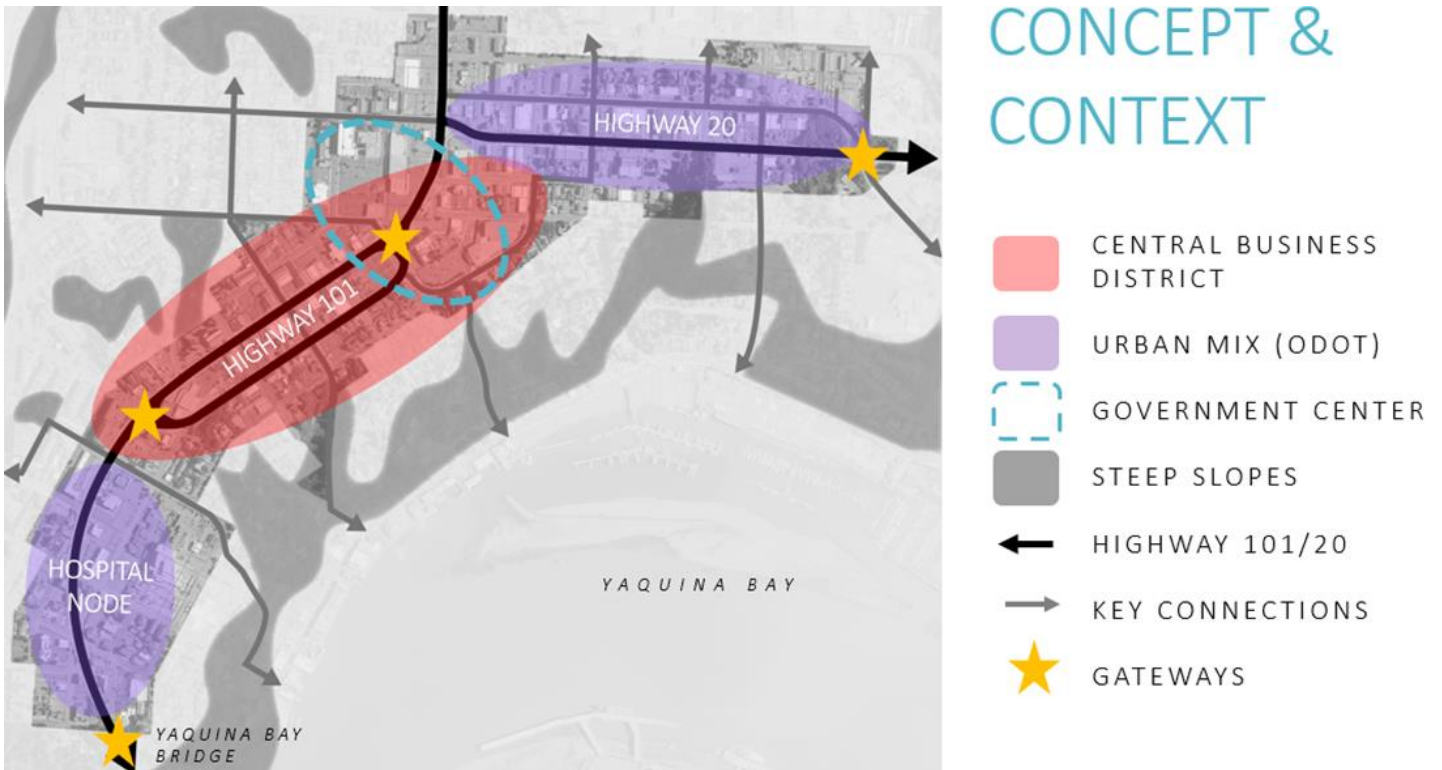 CONCEPT &
CONTEXT
HIGHWAY 20
HIGHWAY 101
HOSPITAL
NODE
YAQUINA BAY
YAQUINA BAY
BRIDGE
CENTRAL BUSINESS
DISTRICT
URBAN MIX (ODOT)
GOVERNMENT CENTER
STEEP SLOPES
HIGHWAY 101/20
KEY CONNECTIONS
GATEWAYS